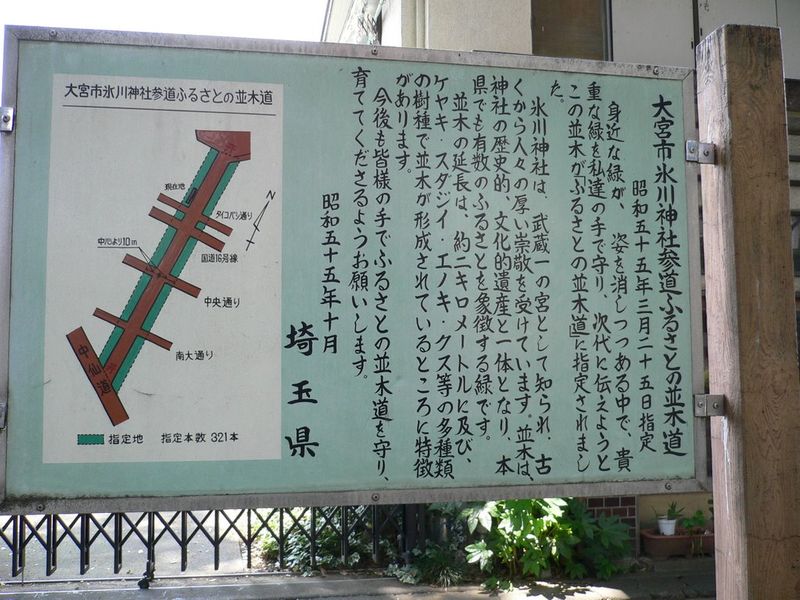 大宮市氷川神社参道ふるさとの並木道
昭和五十五年三月二十五日指定
身近な緑が、姿を消しつつある中で、貴
重な緑を私達の手で守り、次代に伝えようと
この並木がふるさとの並木道に指定されまし
た。
氷川神社は、武蔵一の宮として知られ、古
くから人々の厚い崇敬を受けています。並木は、
神社の歴史的、文化的遺産と一体となり、本
県でも有数のふるさとを象徴する緑です。
並木の延長は、約二キロメートルに及び、
ケヤキ・スダジイ・エノキ・クス等の多種類
の樹種で並木が形成されているところに特徴
があります。
今後も皆様の手でふるさとの並木道を守り、
育ててくださるようお願いします。
昭和五十五年十月
埼玉県
大宮市氷川神社参道ふるさとの並木道
現在地
タイコバシ通り
国道16号線
中心より10m
中央通り
南大通り
中仙道
指定地 指定本数 321本